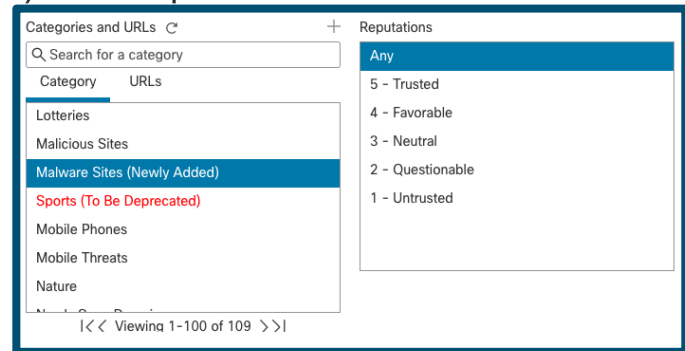 Categories and URLs
Search for a category
Category URLs
Lotteries
Malicious Sites
Malware Sites (Newly Added)
Sports (To Be Deprecated)
Mobile Phones
Mobile Threats
Nature
Viewing 1-100 of 109
Reputations
Any
5 - Trusted
4 - Favorable
3 - Neutral
2 - Questionable
1 - Untrusted